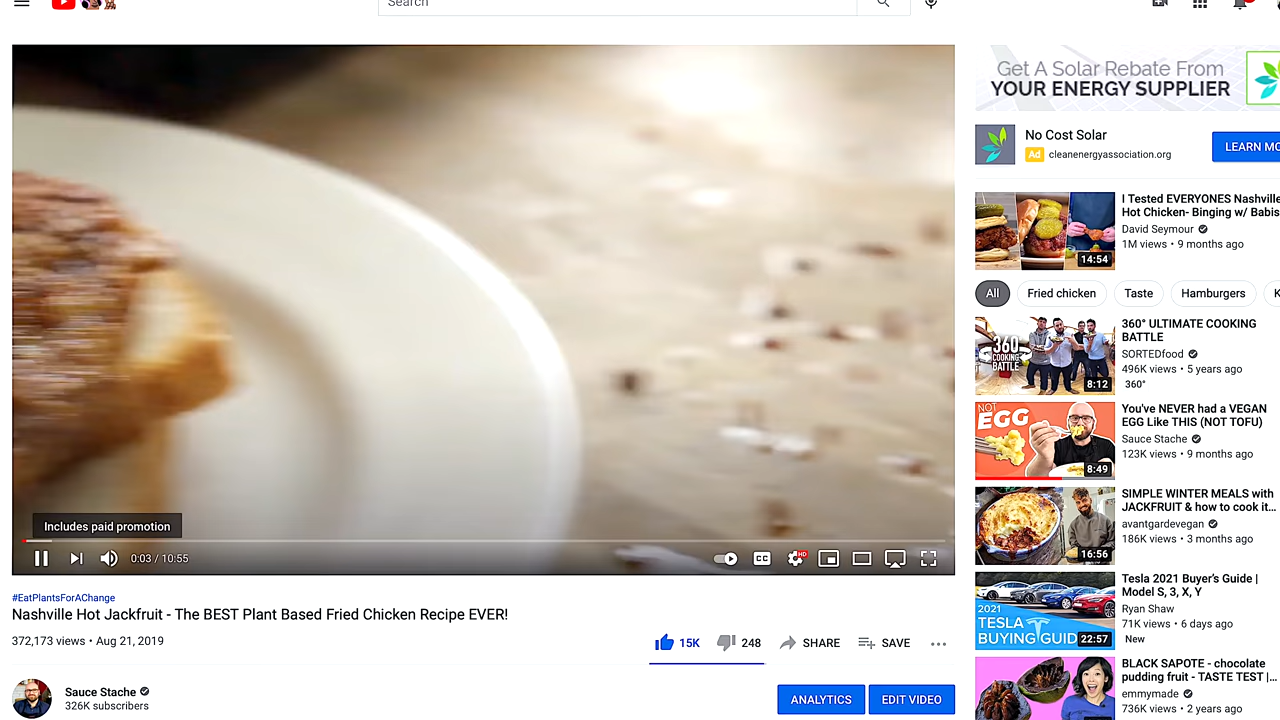 Search
Get A Solar Rebate From
YOUR ENERGY SUPPLIER
No Cost Solar
Ad cleanenergyassociation.org
LEARN MO
I Tested EVERYONES Nashville
Hot Chicken- Binging w/ Babis
David Seymour
1M views • 9 months ago
14:54
All Fried chicken Taste Hamburgers K
360° ULTIMATE COOKING
BATTLE
SORTEDfood
496K views • 5 years ago
360°
360
COOKING
BATTLE
8:12
You've NEVER had a VEGAN
EGG Like THIS (NOT TOFU)
Sauce Stache
123K views • 9 months ago
NOT
EGG
8:49
SIMPLE WINTER MEALS with
JACKFRUIT & how to cook it...
avantgardevegan
186K views • 3 months ago
16:56
Tesla 2021 Buyer's Guide |
Model S, 3, X, Y
Ryan Shaw
71K views • 6 days ago
New
2021
TESLA
BUYING GUID
22:57
BLACK SAPOTE - chocolate
pudding fruit - TASTE TEST |...
emmymade
736K views • 2 years ago
Includes paid promotion
0:03 / 10:55
CC
HD
#EatPlantsForAChange
Nashville Hot Jackfruit - The BEST Plant Based Fried Chicken Recipe EVER!
372,173 views • Aug 21, 2019
15K 248 SHARE SAVE
Sauce Stache
326K subscribers
ANALYTICS EDIT VIDEO